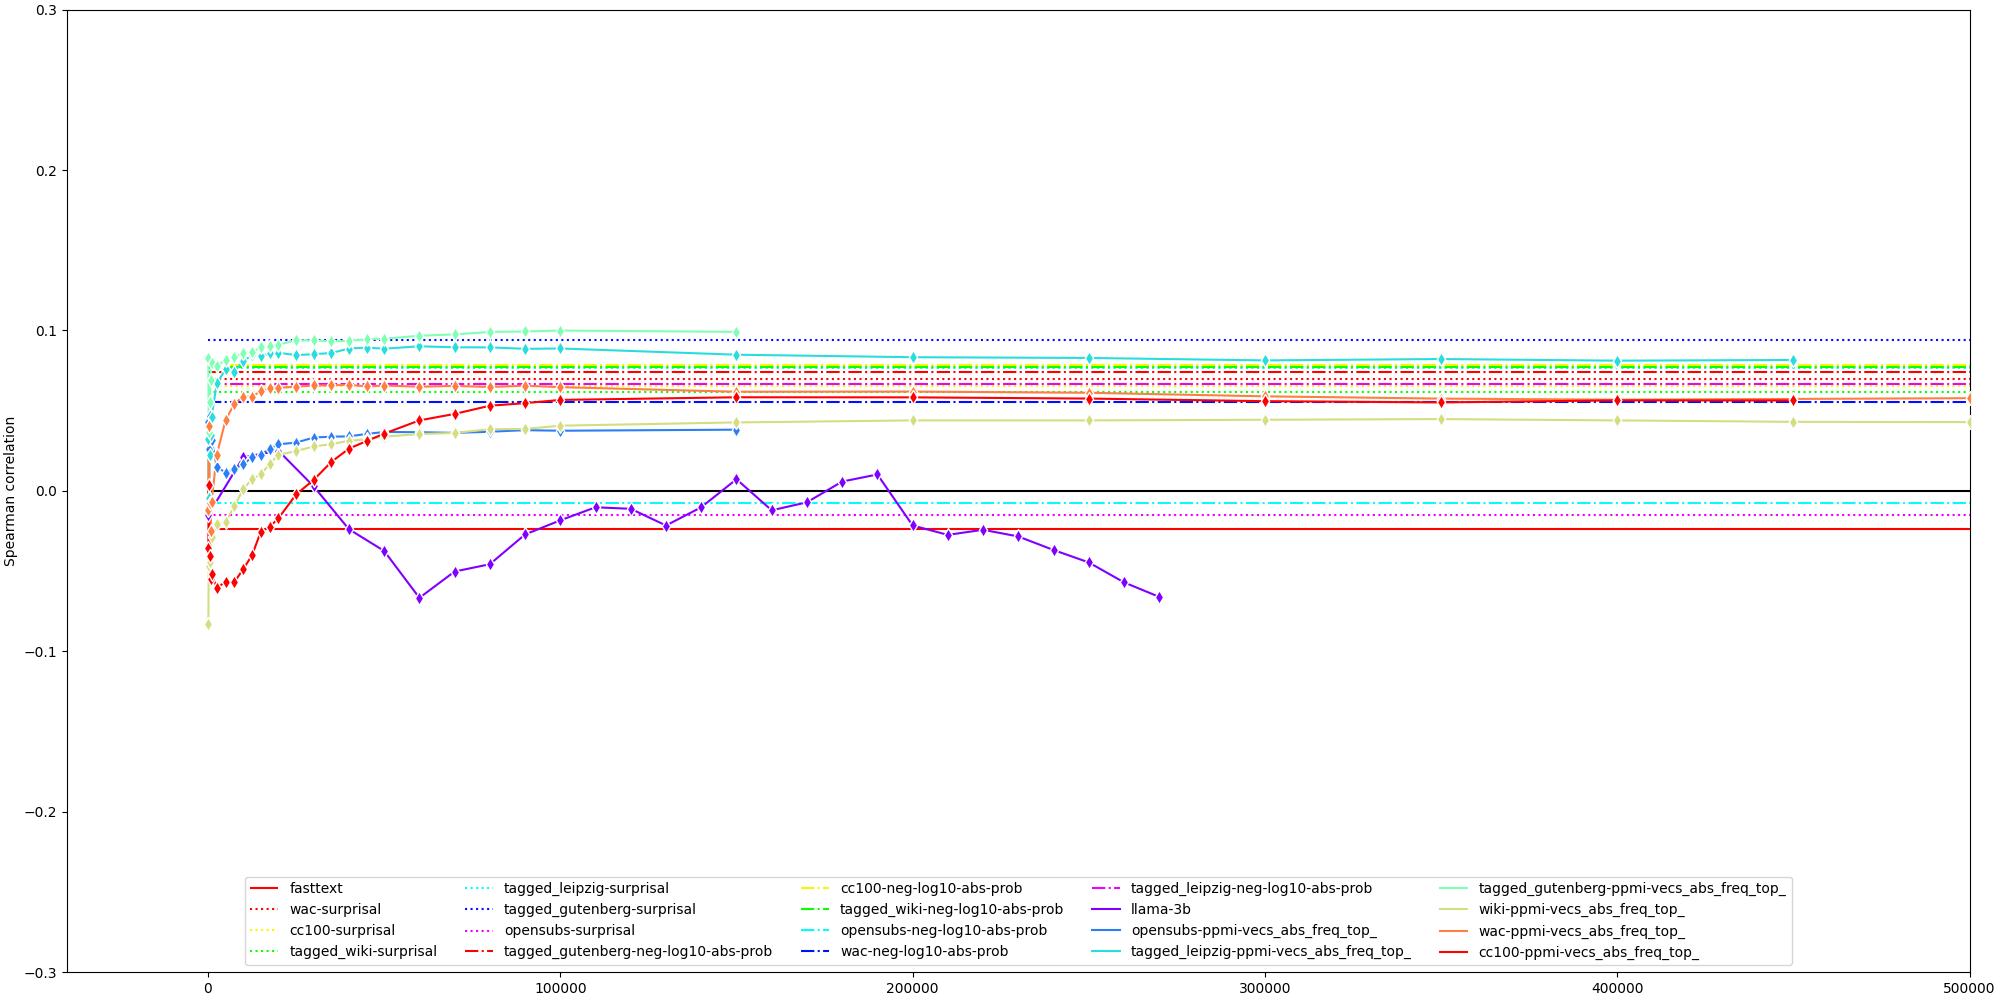 0.3
0.2
0.1
0.0
−0.1
−0.2
−0.3
Spearman correlation
0
100000
200000
300000
400000
500000
fasttext
wac-surprisal
cc100-surprisal
tagged_wiki-surprisal
tagged_leipzig-surprisal
tagged_gutenberg-surprisal
opensubs-surprisal
tagged_gutenberg-neg-log10-abs-prob
cc100-neg-log10-abs-prob
tagged_wiki-neg-log10-abs-prob
opensubs-neg-log10-abs-prob
wac-neg-log10-abs-prob
tagged_leipzig-neg-log10-abs-prob
llama-3b
opensubs-ppmi-vecs_abs_freq_top_
tagged_leipzig-ppmi-vecs_abs_freq_top_
tagged_gutenberg-ppmi-vecs_abs_freq_top_
wiki-ppmi-vecs_abs_freq_top_
wac-ppmi-vecs_abs_freq_top_
cc100-ppmi-vecs_abs_freq_top_